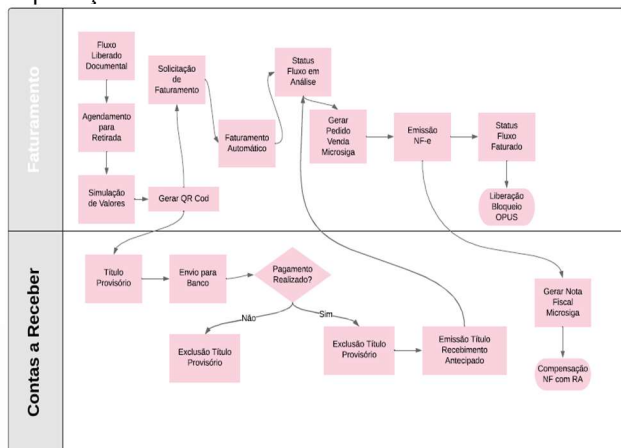 Faturamento
Fluxo
Liberado
Documental
Agendamento
para
Retirada
Simulação
de Valores
Gerar QR Cod
Solicitação
de
Faturamento
Faturamento
Automático
Status
Fluxo em
Análise
Gerar
Pedido
Venda
Microsiga
Emissão
NF-e
Status
Fluxo
Faturado
Liberação
Bloqueio
OPUS
Contas a Receber
Título
Provisório
Envio para
Banco
Pagamento
Realizado?
Não
Sim
Exclusão Título
Provisório
Exclusão Título
Provisório
Emissão Título
Recebimento
Antecipado
Gerar Nota
Fiscal
Microsiga
Compensação
NF com RA